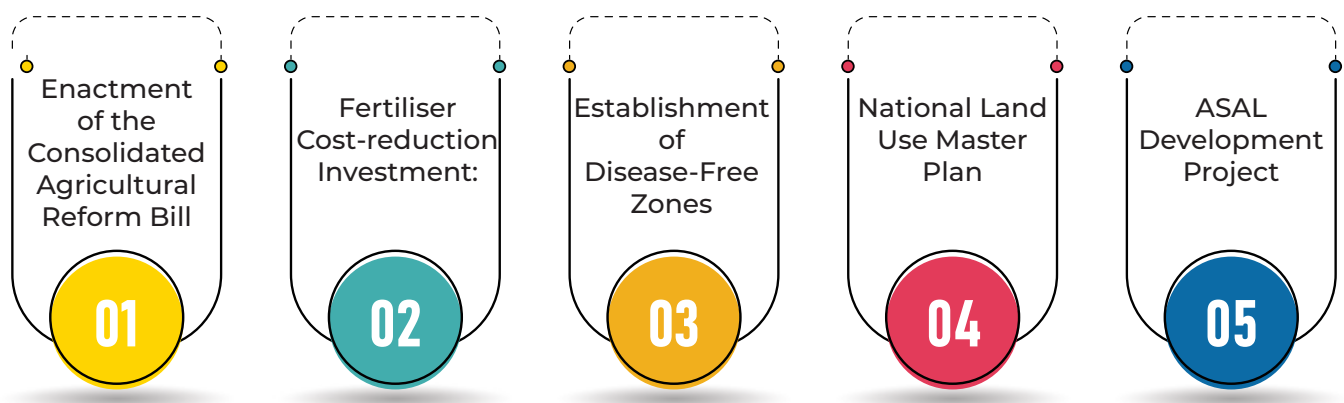 Enactment
of the
Consolidated
Agricultural
Reform Bill
01
Fertiliser
Cost-reduction
Investment:
02
Establishment
of
Disease-Free
Zones
03
National Land
Use Master
Plan
04
ASAL
Development
Project
05